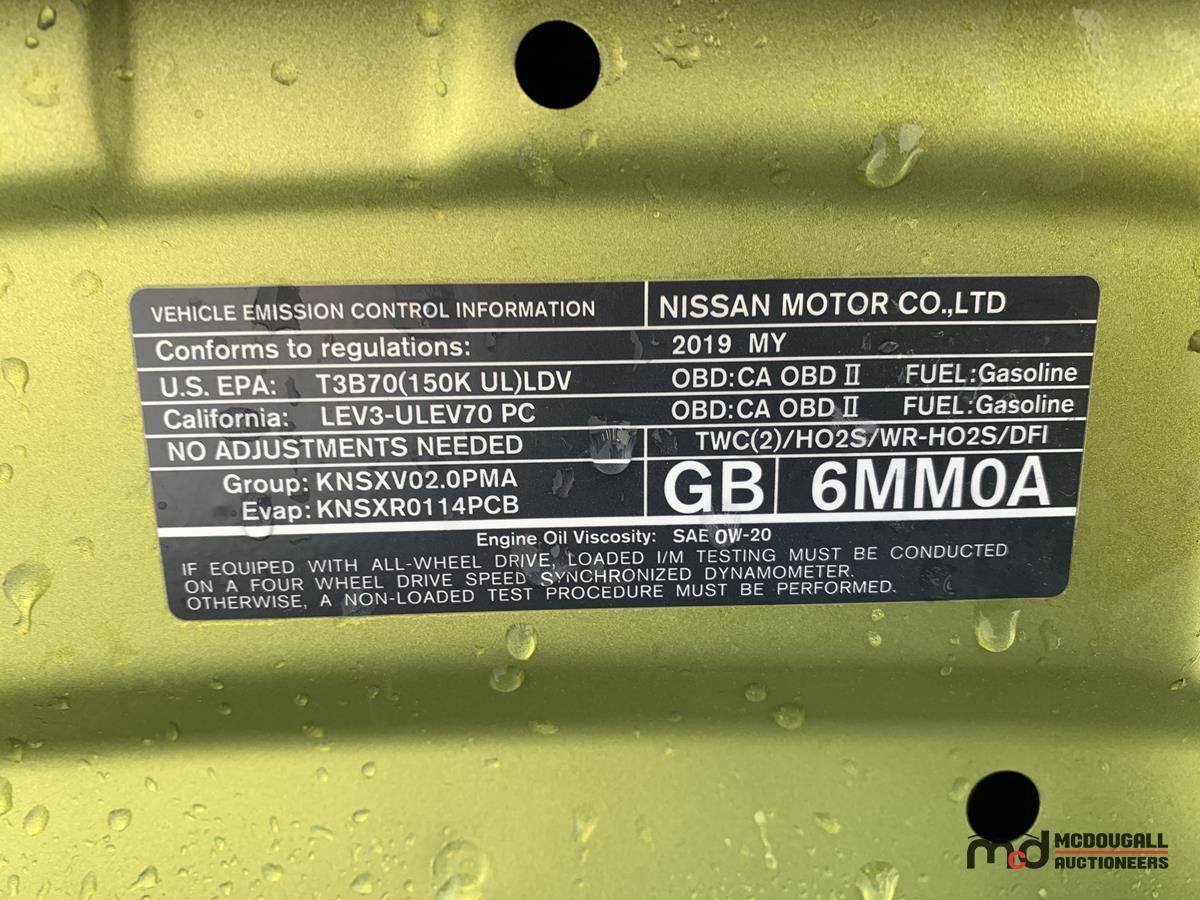 VEHICLE EMISSION CONTROL INFORMATION NISSAN MOTOR CO.,LTD
Conforms to regulations: 2019 MY
U.S. EPA: T3B70(150K UL)LDV OBD:CA OBD II FUEL:Gasoline
California: LEV3-ULEV70 PC OBD:CA OBD II FUEL:Gasoline
NO ADJUSTMENTS NEEDED TWC(2)/HO2S/WR-HO2S/DFI
Group: KNSXV02.0PMA GB 6MM0A
Evap: KNSXR0114PCB
Engine Oil Viscosity: SAE 0W-20
IF EQUIPED WITH ALL-WHEEL DRIVE, LOADED I/M TESTING MUST BE CONDUCTED
ON A FOUR WHEEL DRIVE SPEED SYNCHRONIZED DYNAMOMETER.
OTHERWISE, A NON-LOADED TEST PROCEDURE MUST BE PERFORMED.
mcd MCDOUGALL
AUCTIONEERS